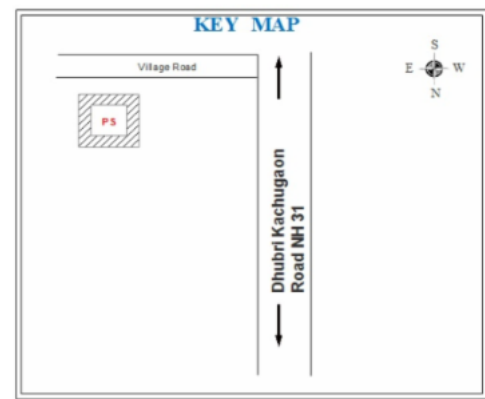 KEY MAP
Village Road
S
E W
N
PS
Dhubri Kachugaon
Road NH 31